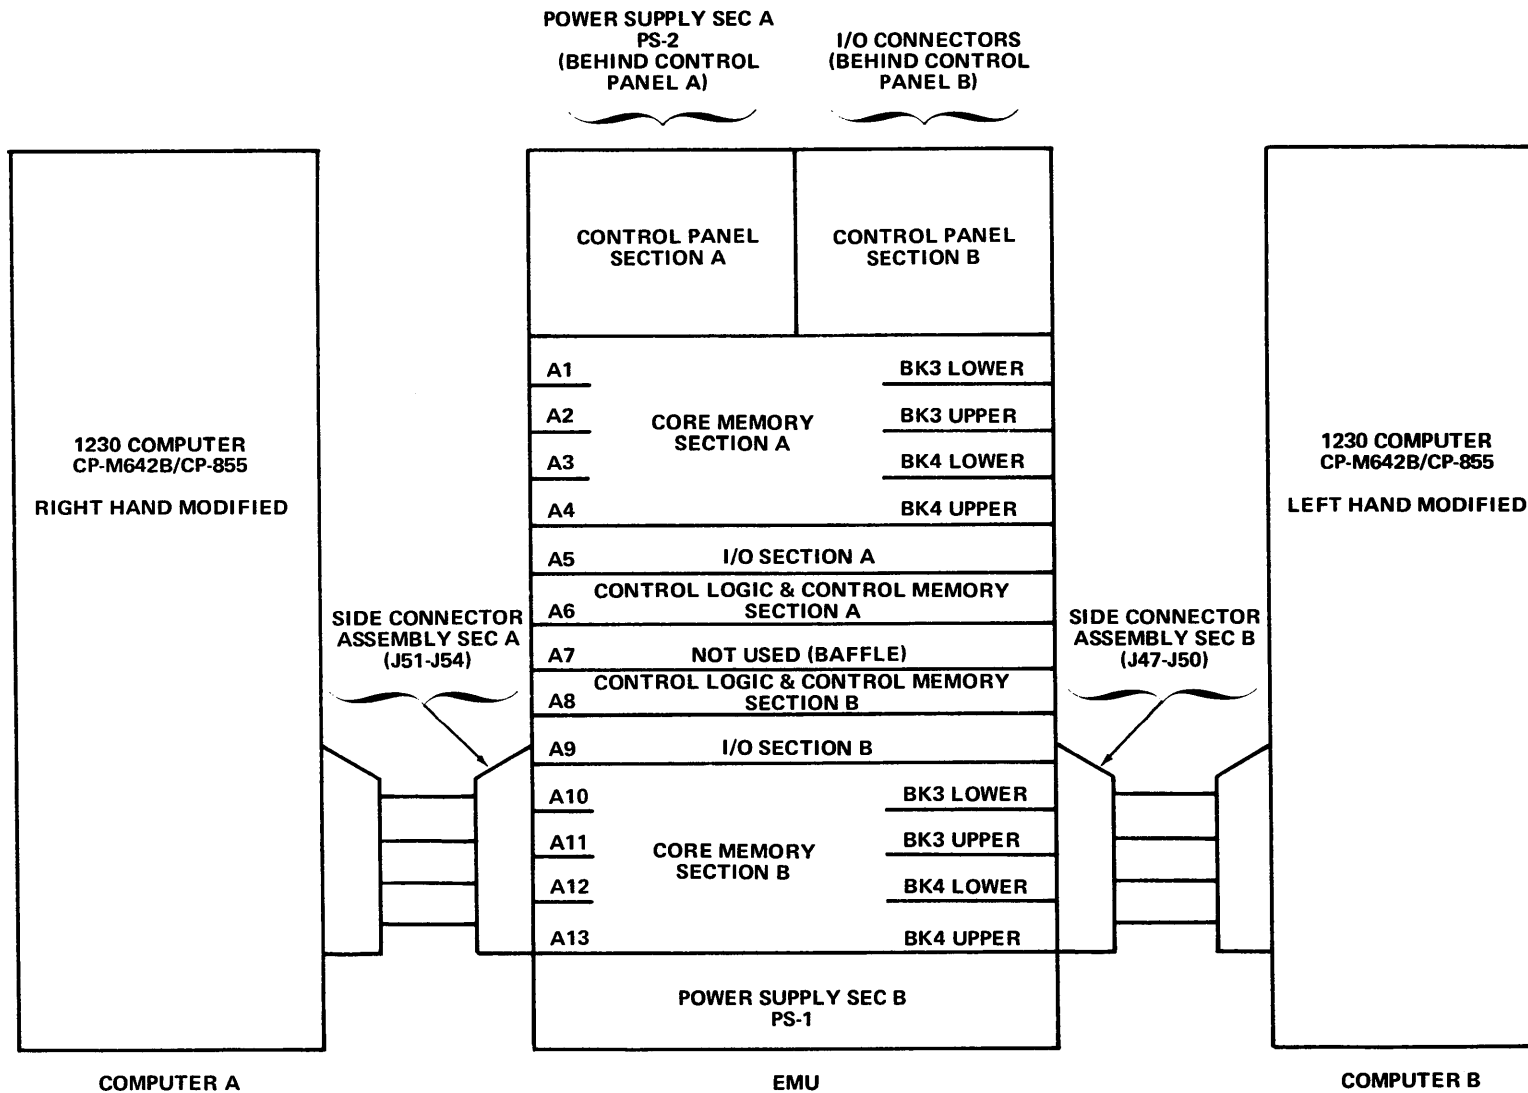 POWER SUPPLY SEC A
PS-2
(BEHIND CONTROL
PANEL A)
I/O CONNECTORS
(BEHIND CONTROL
PANEL B)
CONTROL PANEL
SECTION A
CONTROL PANEL
SECTION B
1230 COMPUTER
CP-M642B/CP-855
RIGHT HAND MODIFIED
A1
BK3 LOWER
A2
BK3 UPPER
CORE MEMORY
SECTION A
A3
BK4 LOWER
A4
BK4 UPPER
A5
I/O SECTION A
A6
CONTROL LOGIC & CONTROL MEMORY
SECTION A
A7
NOT USED (BAFFLE)
A8
CONTROL LOGIC & CONTROL MEMORY
SECTION B
A9
I/O SECTION B
A10
BK3 LOWER
A11
BK3 UPPER
CORE MEMORY
SECTION B
A12
BK4 LOWER
A13
BK4 UPPER
POWER SUPPLY SEC B
PS-1
SIDE CONNECTOR
ASSEMBLY SEC A
(J51-J54)
SIDE CONNECTOR
ASSEMBLY SEC B
(J47-J50)
1230 COMPUTER
CP-M642B/CP-855
LEFT HAND MODIFIED
COMPUTER A
EMU
COMPUTER B